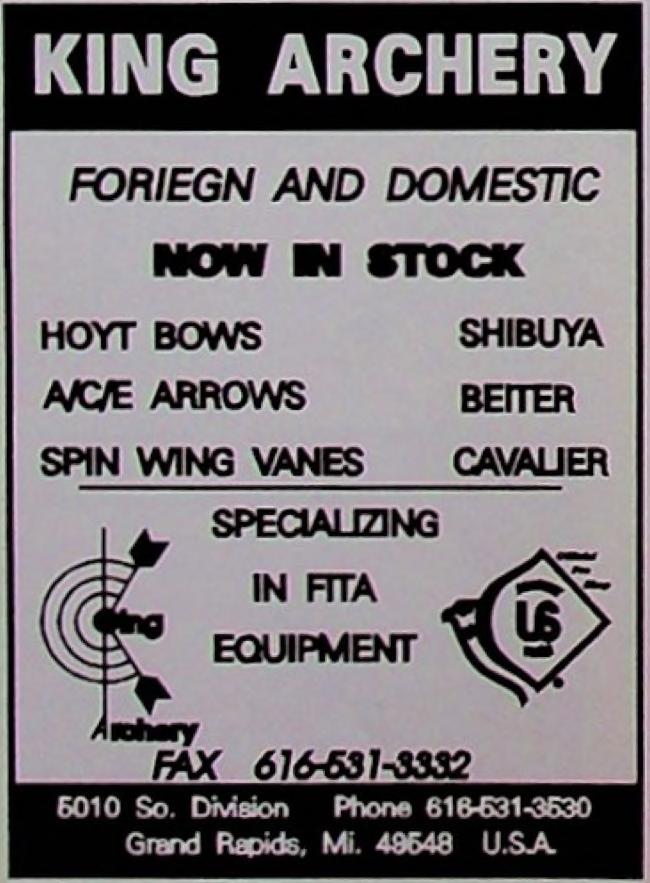 KING ARCHERY
FORIEGN AND DOMESTIC
NOW IN STOCK
HOYT BOWS SHIBUYA
A/C/E ARROWS BEITER
SPIN WING VANES CAVALIER
SPECIALIZING
IN FITA
EQUIPMENT
King
Archery
US
FAX 616-531-3332
5010 So. Division Phone 616-531-3530
Grand Rapids, Mi. 49548 U.S.A.